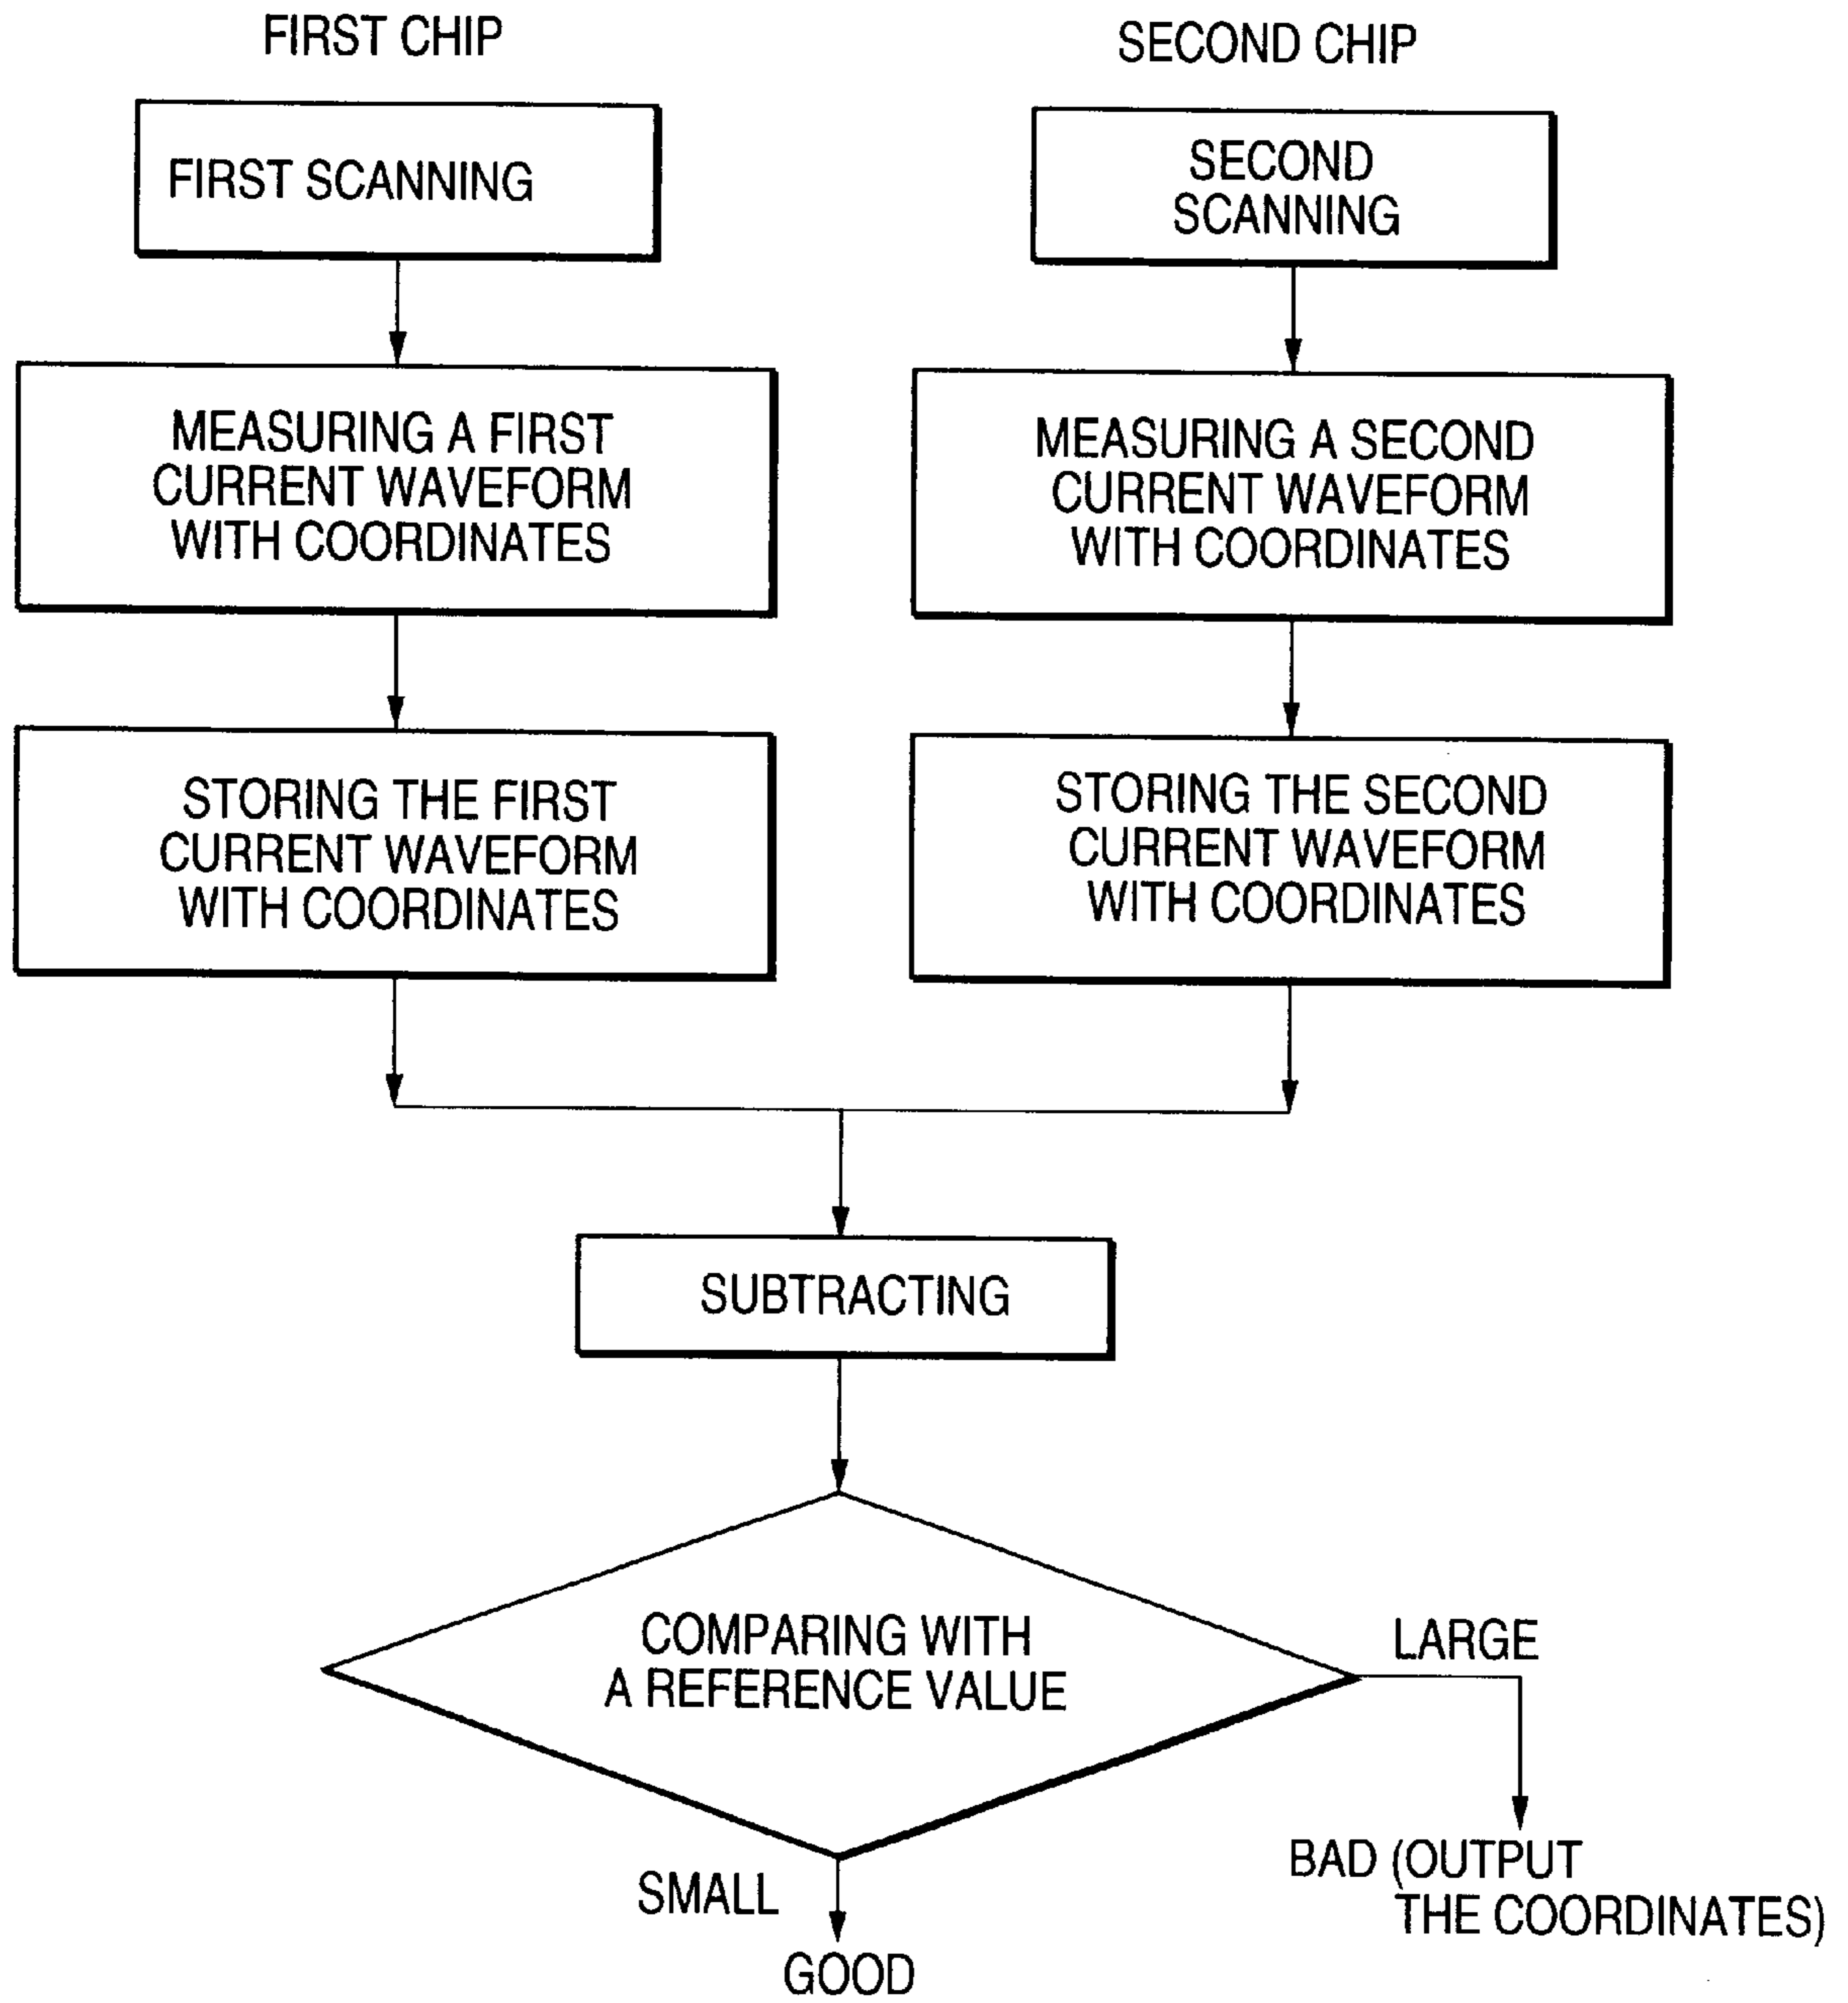 FIRST CHIP
SECOND CHIP
FIRST SCANNING
SECOND
SCANNING
MEASURING A FIRST
CURRENT WAVEFORM
WITH COORDINATES
MEASURING A SECOND
CURRENT WAVEFORM
WITH COORDINATES
STORING THE FIRST
CURRENT WAVEFORM
WITH COORDINATES
STORING THE SECOND
CURRENT WAVEFORM
WITH COORDINATES
SUBTRACTING
COMPARING WITH
A REFERENCE VALUE
LARGE
BAD (OUTPUT
THE COORDINATES)
SMALL
GOOD